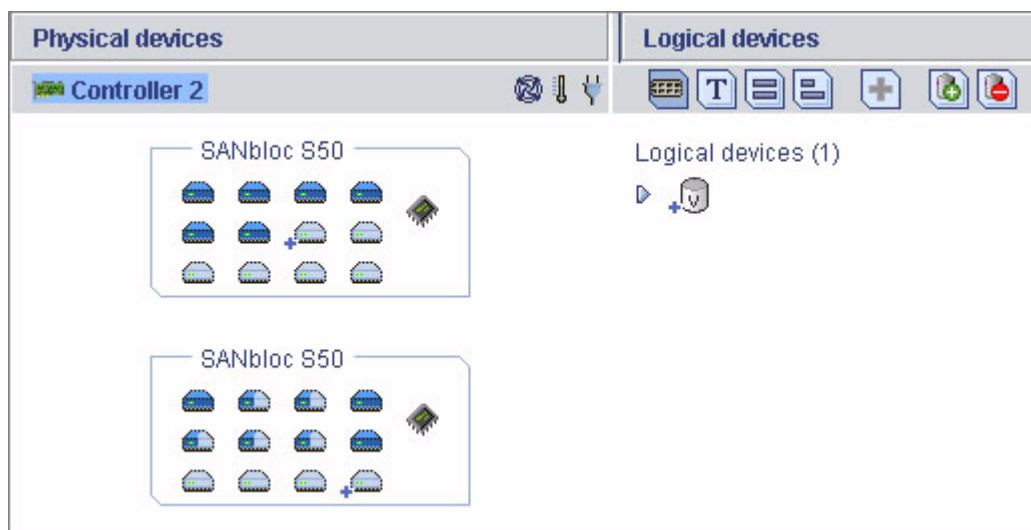 Physical devices
Logical devices
Controller 2
T
SANbloc S50
Logical devices (1)
V
SANbloc S50